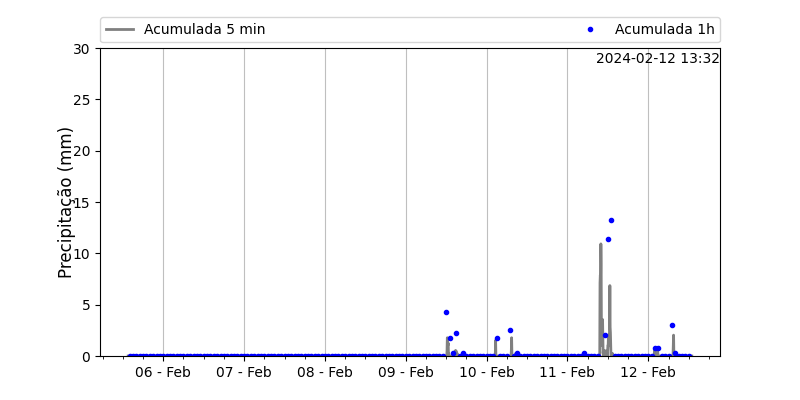 Acumulada 5 min
Acumulada 1h
2024-02-12 13:32
Precipitação (mm)
30
25
20
15
10
5
0
06 - Feb
07 - Feb
08 - Feb
09 - Feb
10 - Feb
11 - Feb
12 - Feb